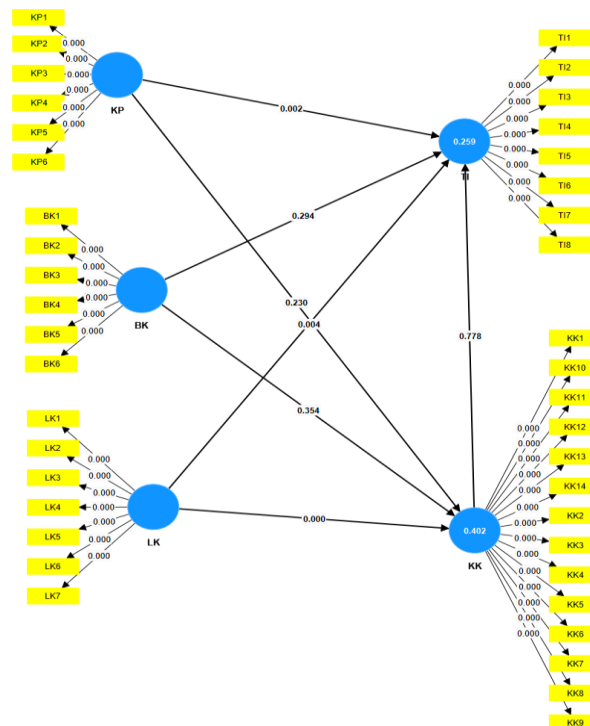 KP1
KP2
KP3
KP4
KP5
KP6
0.000
0.000
0.000
0.000
0.000
KP
BK1
BK2
BK3
BK4
BK5
BK6
0.000
0.000
0.000
0.000
0.000
0.000
BK
LK1
LK2
LK3
LK4
LK5
LK6
LK7
0.000
0.000
0.000
0.000
0.000
0.000
0.000
LK
0.002
0.294
0.230
0.004
0.354
0.000
0.778
0.259
TI
0.000
0.000
0.000
0.000
0.000
0.000
0.000
0.000
TI1
TI2
TI3
TI4
TI5
TI6
TI7
TI8
0.402
KK
0.000
0.000
0.000
0.000
0.000
0.000
0.000
0.000
0.000
0.000
0.000
0.000
0.000
0.000
KK1
KK10
KK11
KK12
KK13
KK14
KK2
KK3
KK4
KK5
KK6
KK7
KK8
KK9